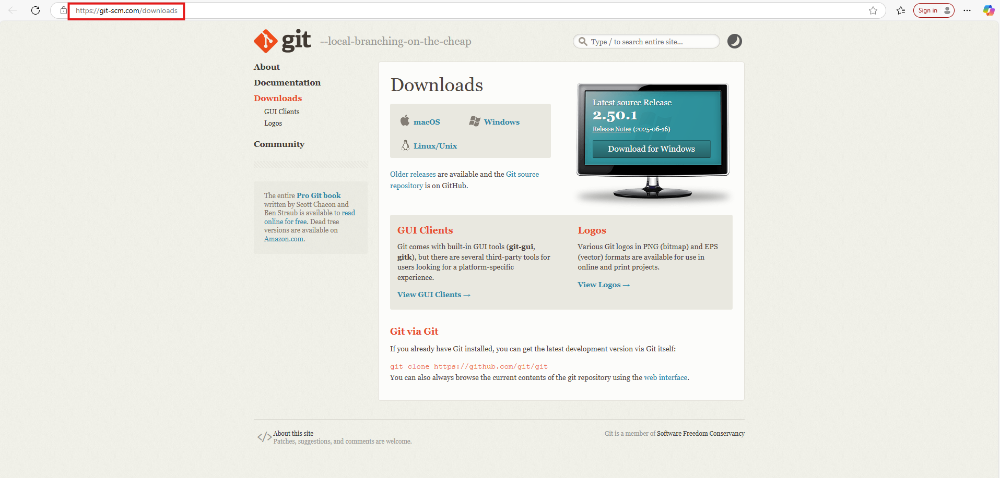 https://git-scm.com/downloads
Sign in
git --local-branching-on-the-cheap
Type / to search entire site...
About
Documentation
Downloads
GUI Clients
Logos
Community
The entire Pro Git book
written by Scott Chacon and
Ben Straub is available to read
online for free. Dead tree
versions are available on
Amazon.com.
Downloads
macOS
Windows
Linux/Unix
Older releases are available and the Git source
repository is on GitHub.
Latest source Release
2.50.1
Release Notes (2025-06-16)
Download for Windows
GUI Clients
Git comes with built-in GUI tools (git-gui,
gitk), but there are several third-party tools for
users looking for a platform-specific
experience.
View GUI Clients →
Logos
Various Git logos in PNG (bitmap) and EPS
(vector) formats are available for use in
online and print projects.
View Logos →
Git via Git
If you already have Git installed, you can get the latest development version via Git itself:
git clone https://github.com/git/git
You can also always browse the current contents of the git repository using the web interface.
</> About this site
Patches, suggestions, and comments are welcome.
Git is a member of Software Freedom Conservancy